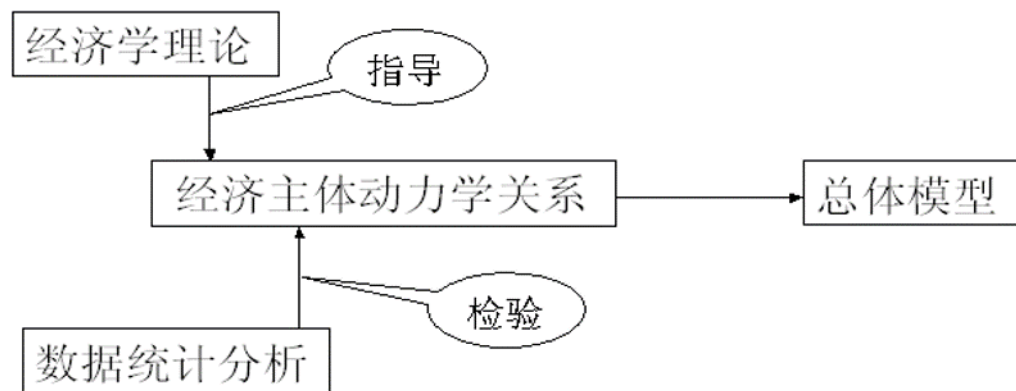 经济学理论
指导
经济主体动力学关系
总体模型
检验
数据统计分析